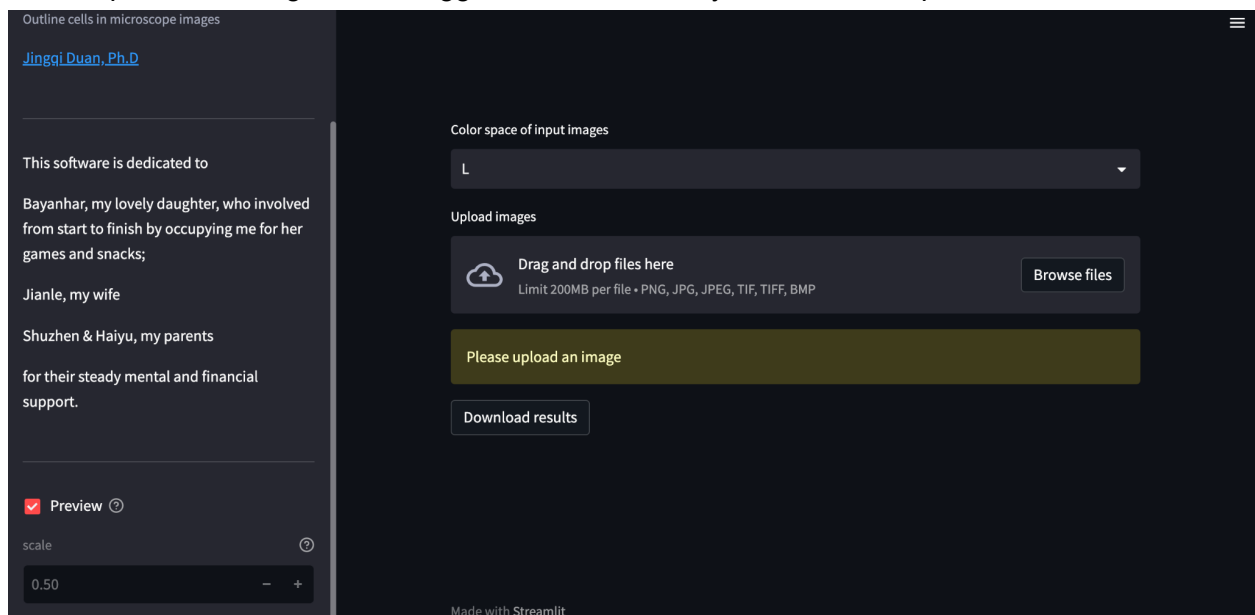 Outline cells in microscope images
Jingqi Duan, Ph.D
This software is dedicated to
Bayanhar, my lovely daughter, who involved
from start to finish by occupying me for her
games and snacks;
Jianle, my wife
Shuzhen & Haiyu, my parents
for their steady mental and financial
support.
Preview
scale
0.50
Color space of input images
L
Upload images
Drag and drop files here
Limit 200MB per file • PNG, JPG, JPEG, TIF, TIFF, BMP
Browse files
Please upload an image
Download results
Made with Streamlit